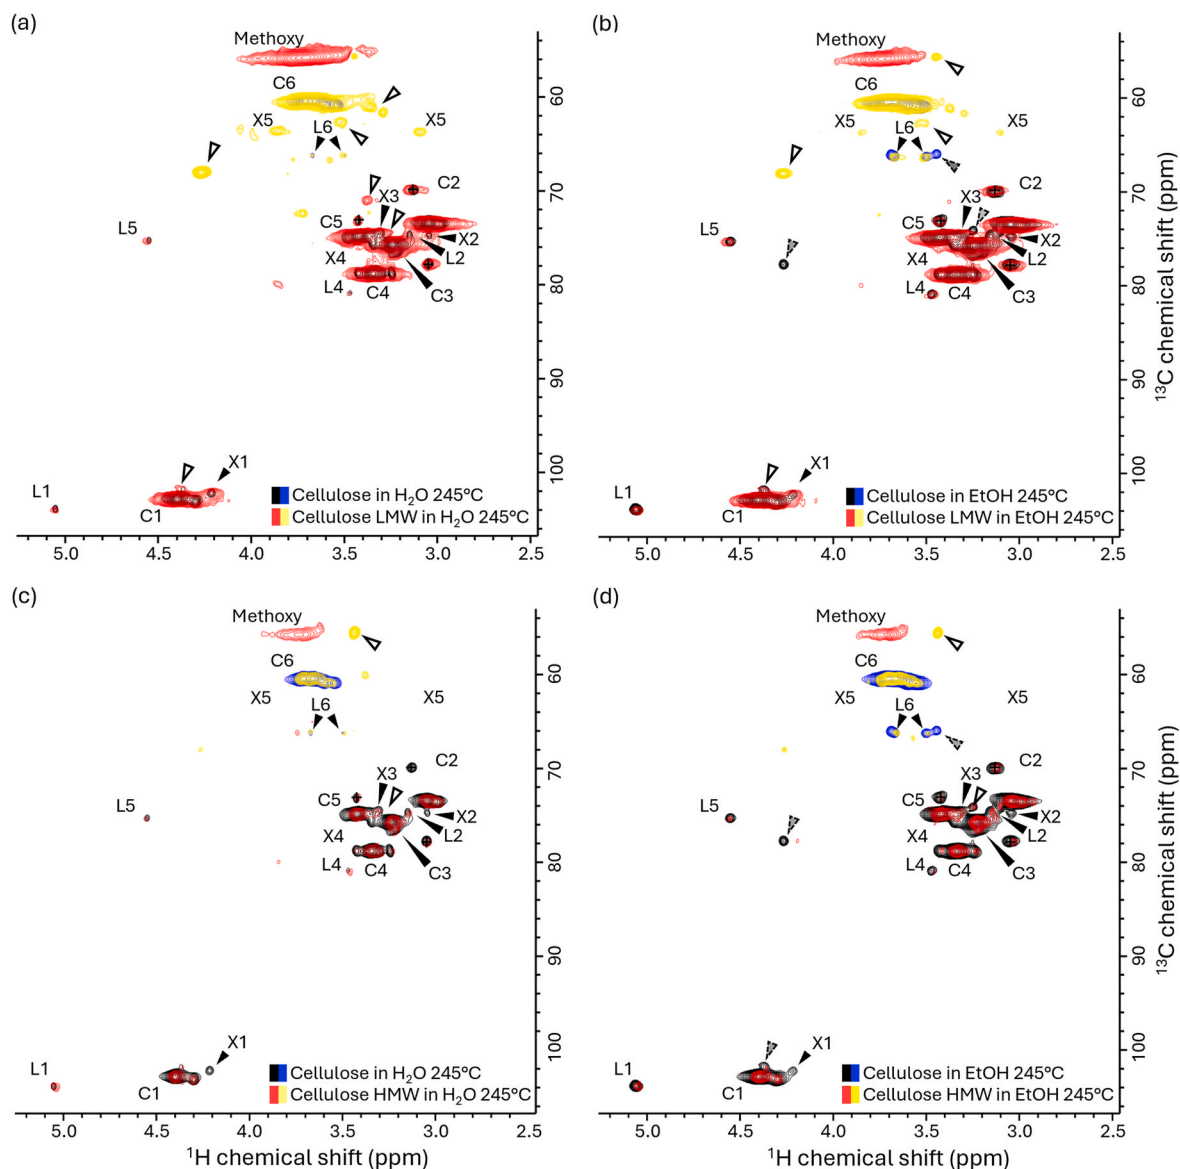 (a)
Methoxy
C6
X5
L6
X5
C2
X3
C5
L5
X2
X4
L2
L4
C4
C3
X1
L1
C1
Cellulose in H₂O 245ºC
Cellulose LMW in H₂O 245ºC
5.0 4.5 4.0 3.5 3.0 2.5
60
70
80
90
100
(b)
Methoxy
C6
X5
L6
X5
C2
X3
C5
L5
X2
X4
L2
L4
C4
C3
X1
L1
C1
Cellulose in EtOH 245ºC
Cellulose LMW in EtOH 245ºC
5.0 4.5 4.0 3.5 3.0 2.5
60
70
80
90
100
¹³C chemical shift (ppm)
(c)
Methoxy
C6
X5
X5
L6
C2
X3
C5
L5
X2
X4
L2
L4
C4
C3
X1
L1
C1
Cellulose in H₂O 245ºC
Cellulose HMW in H₂O 245ºC
5.0 4.5 4.0 3.5 3.0 2.5
¹H chemical shift (ppm)
60
70
80
90
100
(d)
Methoxy
C6
X5
X5
L6
C2
X3
C5
L5
X2
X4
L2
L4
C4
C3
X1
L1
C1
Cellulose in EtOH 245ºC
Cellulose HMW in EtOH 245ºC
5.0 4.5 4.0 3.5 3.0 2.5
¹H chemical shift (ppm)
60
70
80
90
100
¹³C chemical shift (ppm)